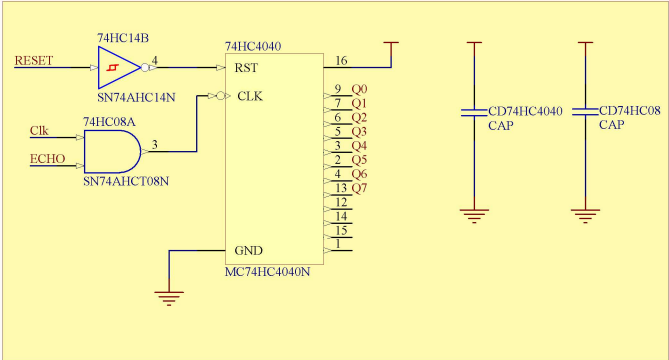 74HC14B
RESET
4
SN74AHC14N
74HC08A
Clk
3
ECHO
SN74AHCT08N
74HC4040
RST
16
CLK
9 Q0
7 Q1
6 Q2
5 Q3
3 Q4
2 Q5
4 Q6
13 Q7
12
14
15
1
GND
MC74HC4040N
CD74HC4040
CAP
CD74HC08
CAP